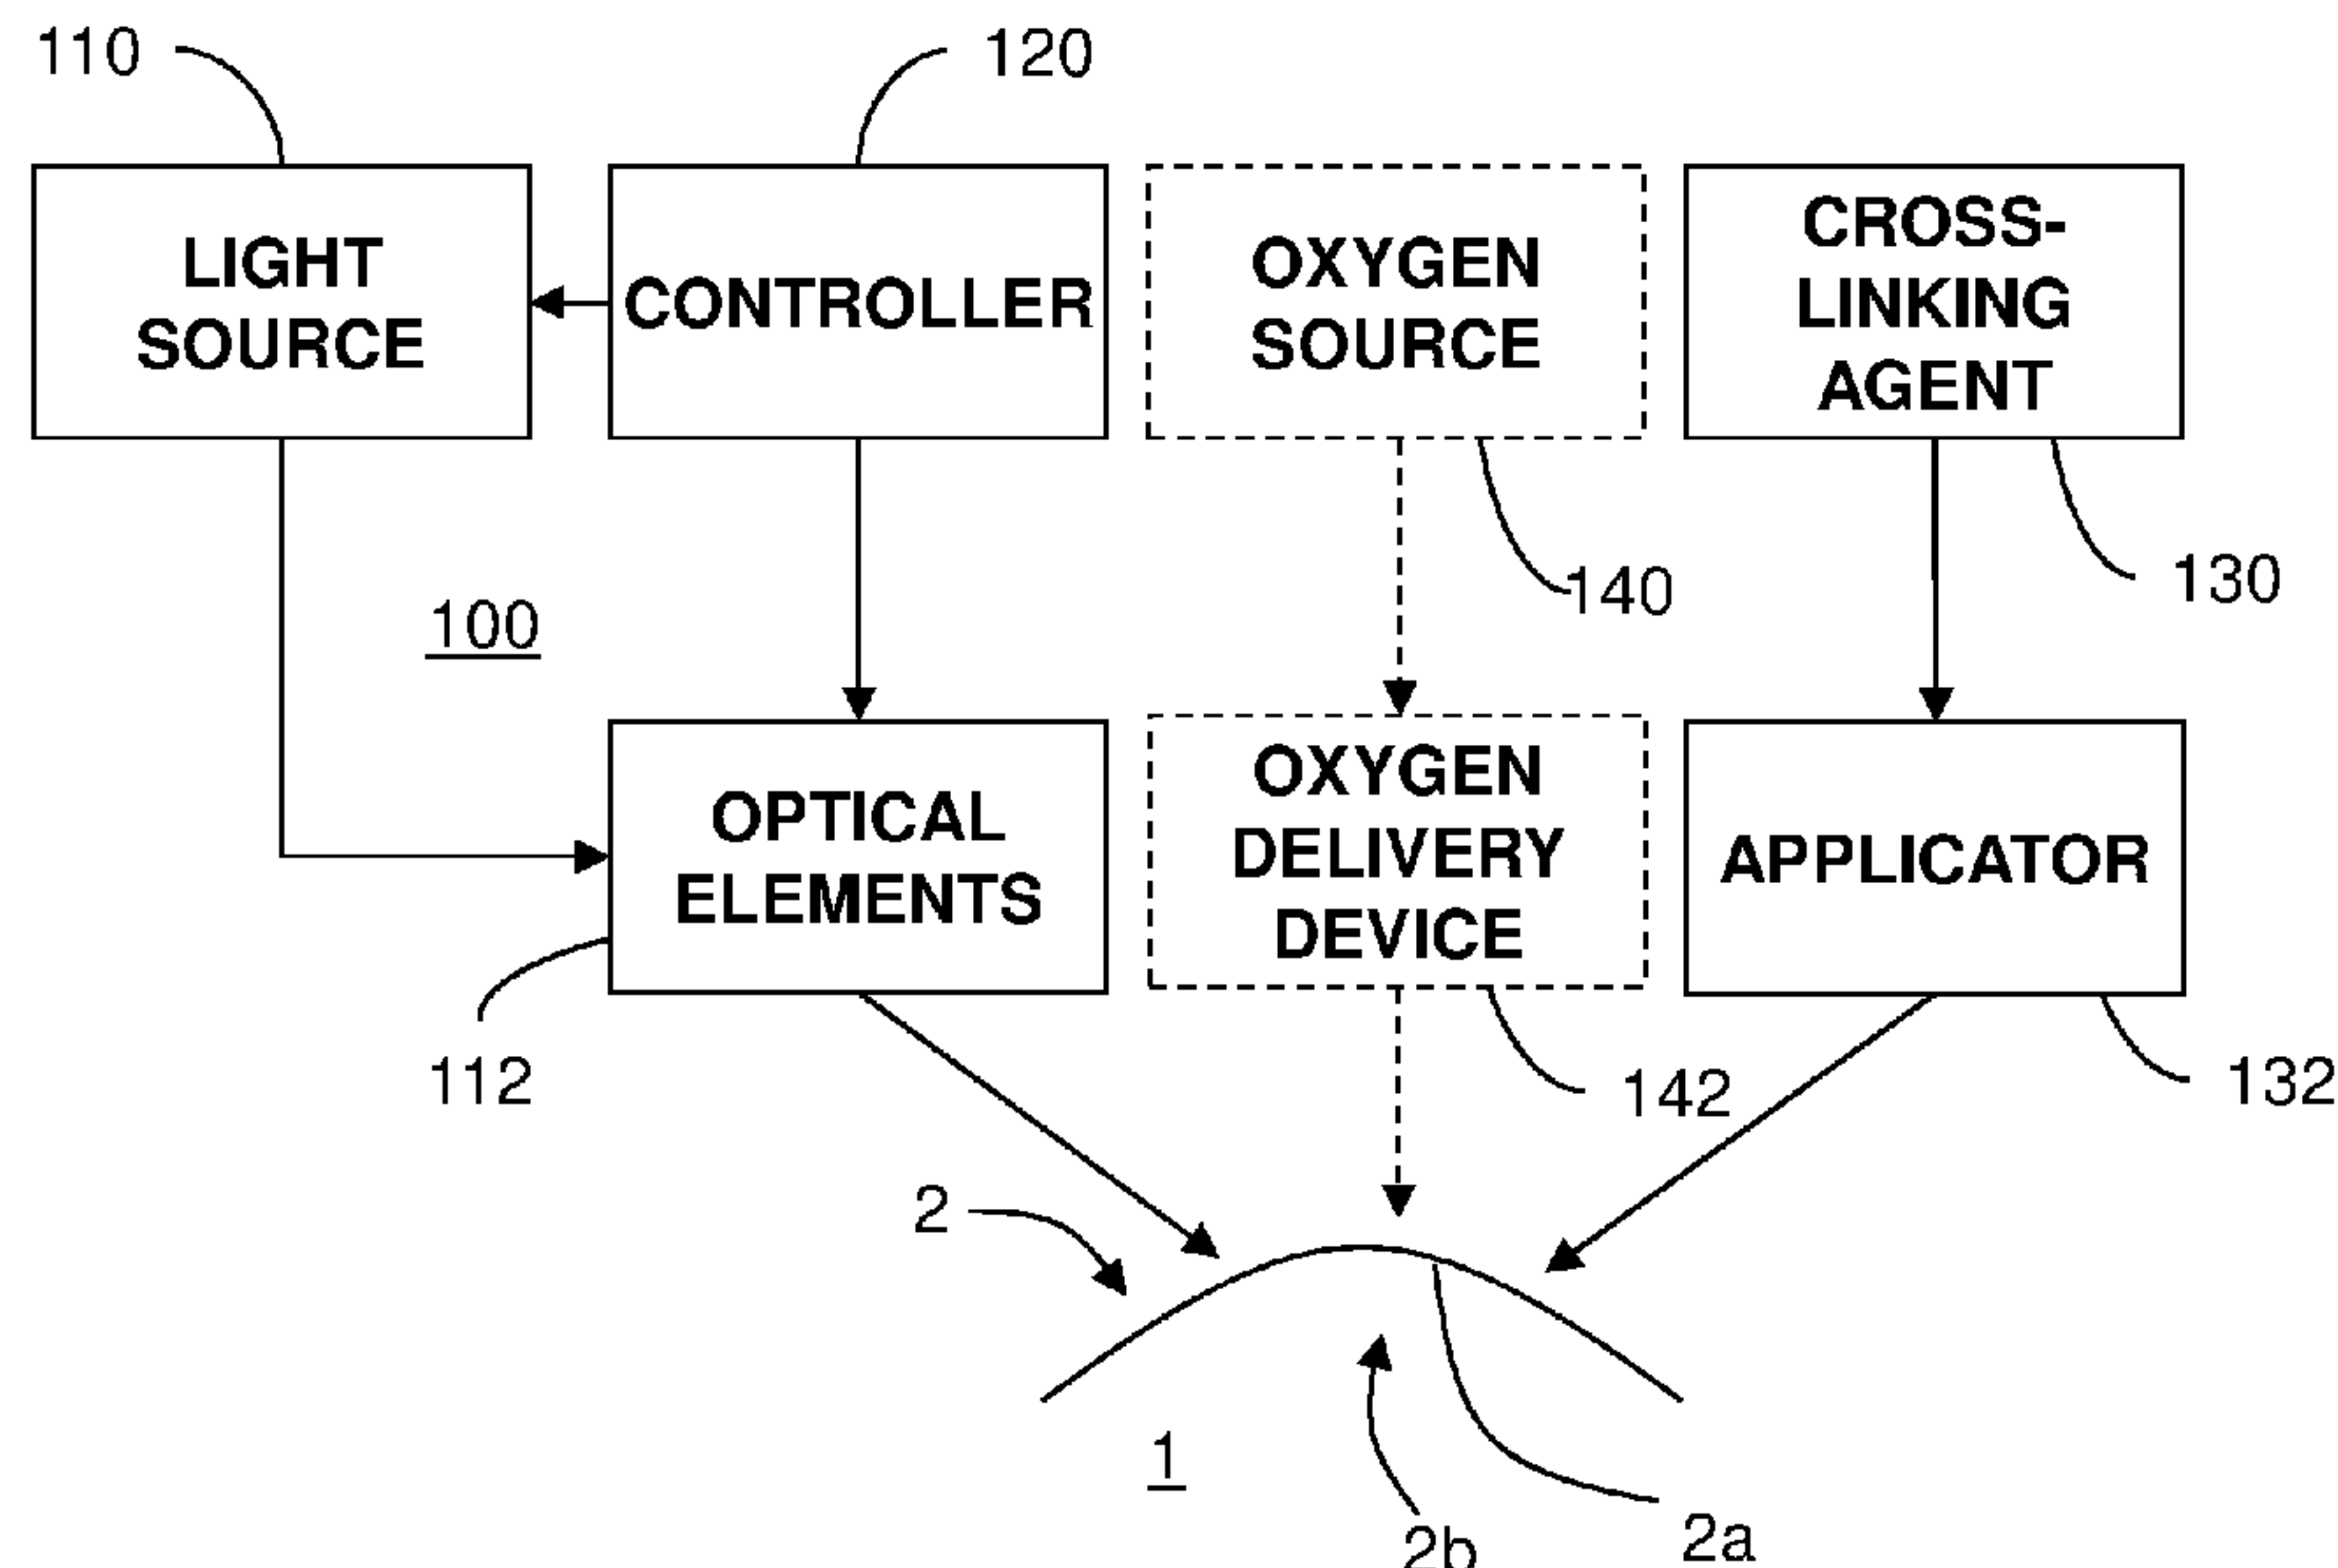 110
120
LIGHT
SOURCE
CONTROLLER
OXYGEN
SOURCE
CROSS-
LINKING
AGENT
100
140
130
OPTICAL
ELEMENTS
OXYGEN
DELIVERY
DEVICE
APPLICATOR
112
142
132
2
1
2b
2a